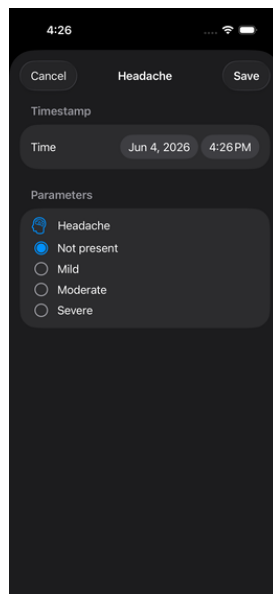 4:26
Cancel Headache Save
Timestamp
Time Jun 4, 2026 4:26 PM
Parameters
Headache
Not present
Mild
Moderate
Severe